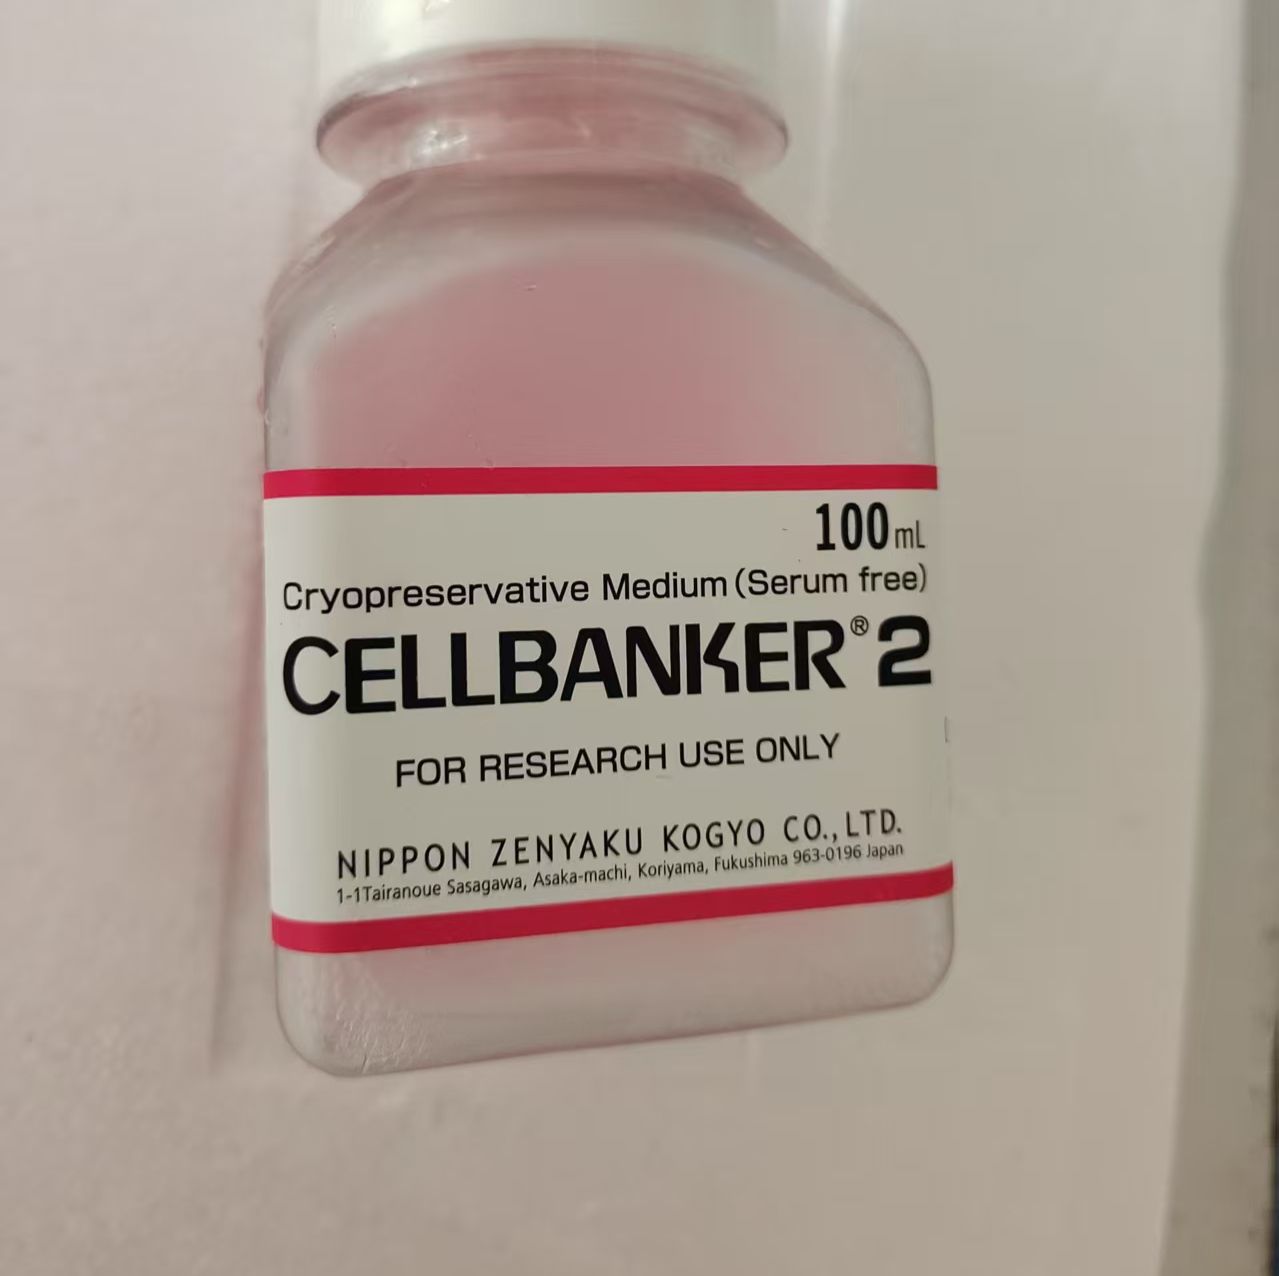 100mL
Cryopreservative Medium (Serum free)
CELLBANKER®2
FOR RESEARCH USE ONLY
NIPPON ZENYAKU KOGYO CO., LTD.
1-1Tairanoue Sasagawa, Asaka-machi, Koriyama, Fukushima 963-0196 Japan